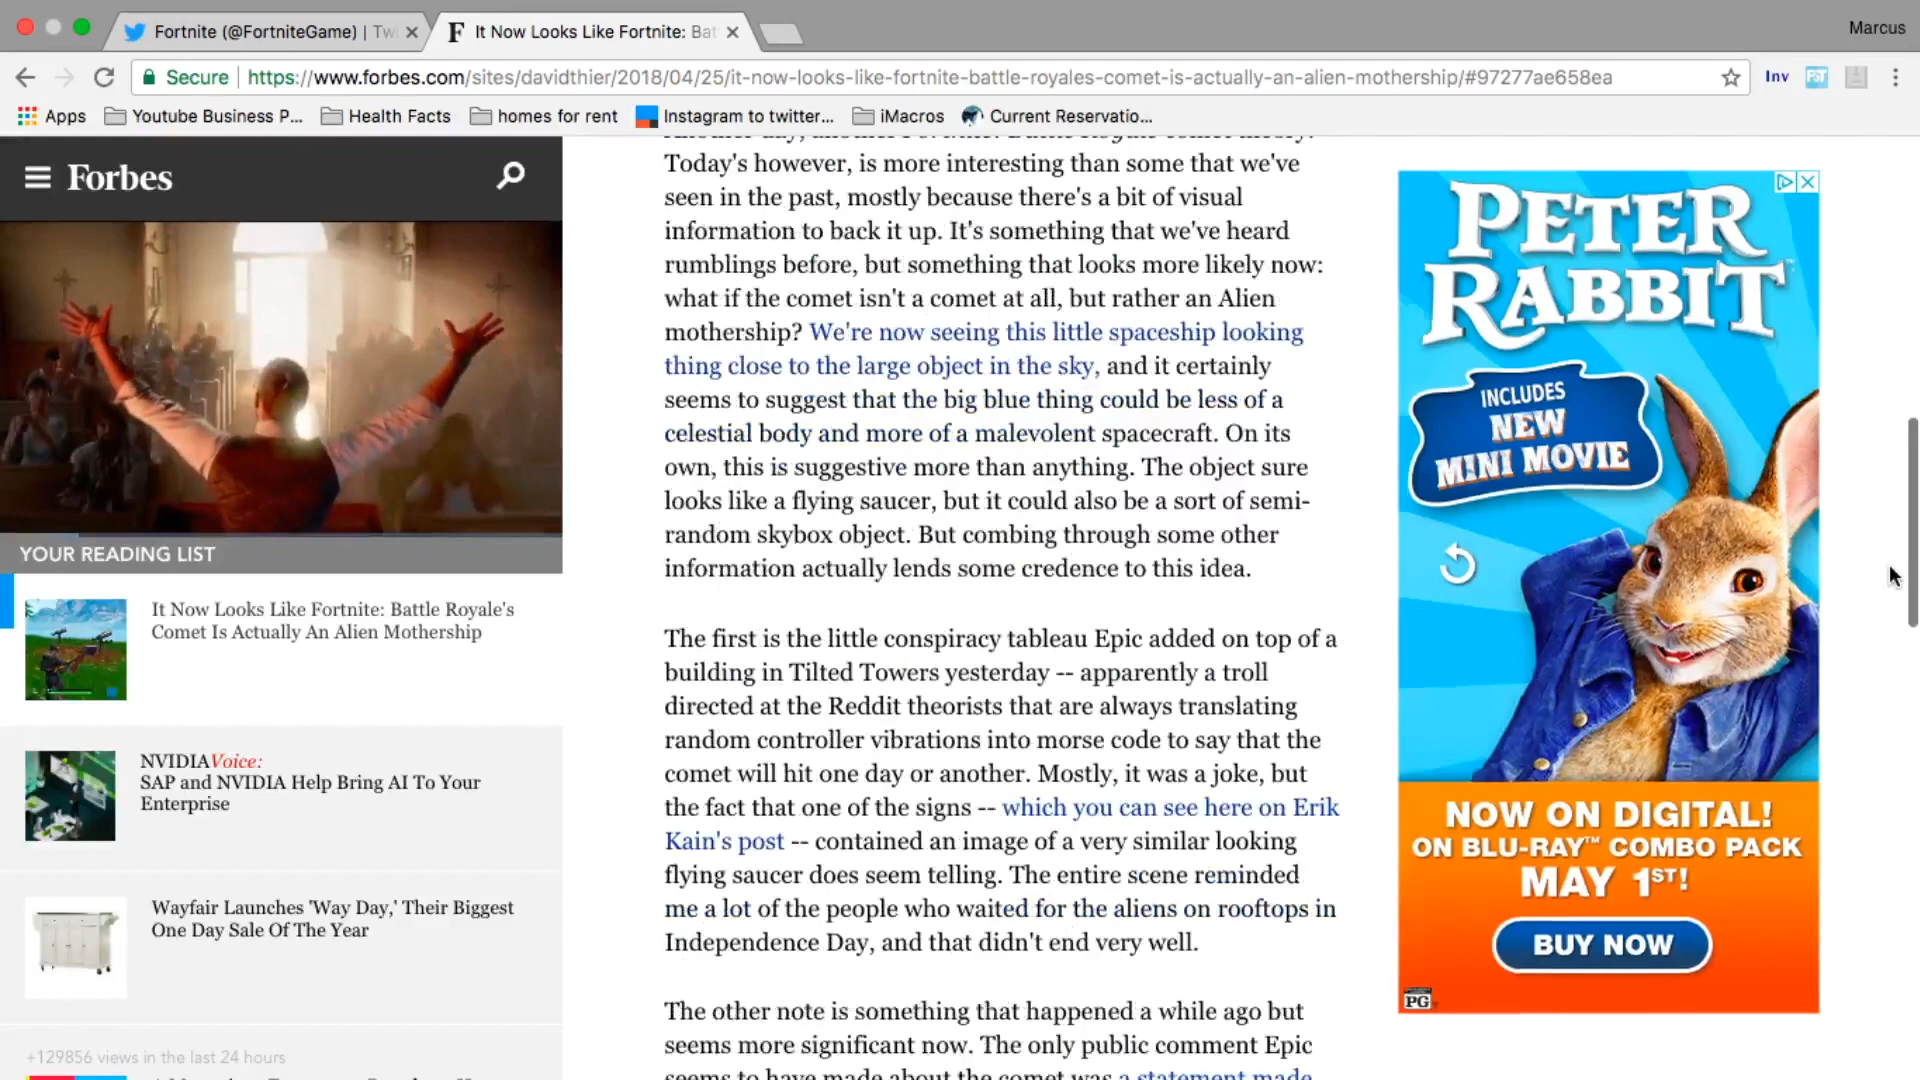 Fortnite (@FortniteGame) | Tw
It Now Looks Like Fortnite: Bat
Marcus
Secure
https://www.forbes.com/sites/davidthier/2018/04/25/it-now-looks-like-fortnite-battle-royales-comet-is-actually-an-alien-mothership/#97277ae658ea
Inv
Apps
Youtube Business P...
Health Facts
homes for rent
Instagram to twitter...
iMacros
Current Reservatio...
Forbes
YOUR READING LIST
It Now Looks Like Fortnite: Battle Royale's
Comet Is Actually An Alien Mothership
NVIDIAVoice:
SAP and NVIDIA Help Bring AI To Your
Enterprise
Wayfair Launches 'Way Day,' Their Biggest
One Day Sale Of The Year
+129856 views in the last 24 hours
Today's however, is more interesting than some that we've
seen in the past, mostly because there's a bit of visual
information to back it up. It's something that we've heard
rumblings before, but something that looks more likely now:
what if the comet isn't a comet at all, but rather an Alien
mothership? We're now seeing this little spaceship looking
thing close to the large object in the sky, and it certainly
seems to suggest that the big blue thing could be less of a
celestial body and more of a malevolent spacecraft. On its
own, this is suggestive more than anything. The object sure
looks like a flying saucer, but it could also be a sort of semi-
random skybox object. But combing through some other
information actually lends some credence to this idea.
The first is the little conspiracy tableau Epic added on top of a
building in Tilted Towers yesterday -- apparently a troll
directed at the Reddit theorists that are always translating
random controller vibrations into morse code to say that the
comet will hit one day or another. Mostly, it was a joke, but
the fact that one of the signs -- which you can see here on Erik
Kain's post -- contained an image of a very similar looking
flying saucer does seem telling. The entire scene reminded
me a lot of the people who waited for the aliens on rooftops in
Independence Day, and that didn't end very well.
The other note is something that happened a while ago but
seems more significant now. The only public comment Epic
seems to have made about the comet was a statement made
PETER
RABBIT
INCLUDES
NEW
MINI MOVIE
NOW ON DIGITAL!
ON BLU-RAY™ COMBO PACK
MAY 1ST!
BUY NOW
PG